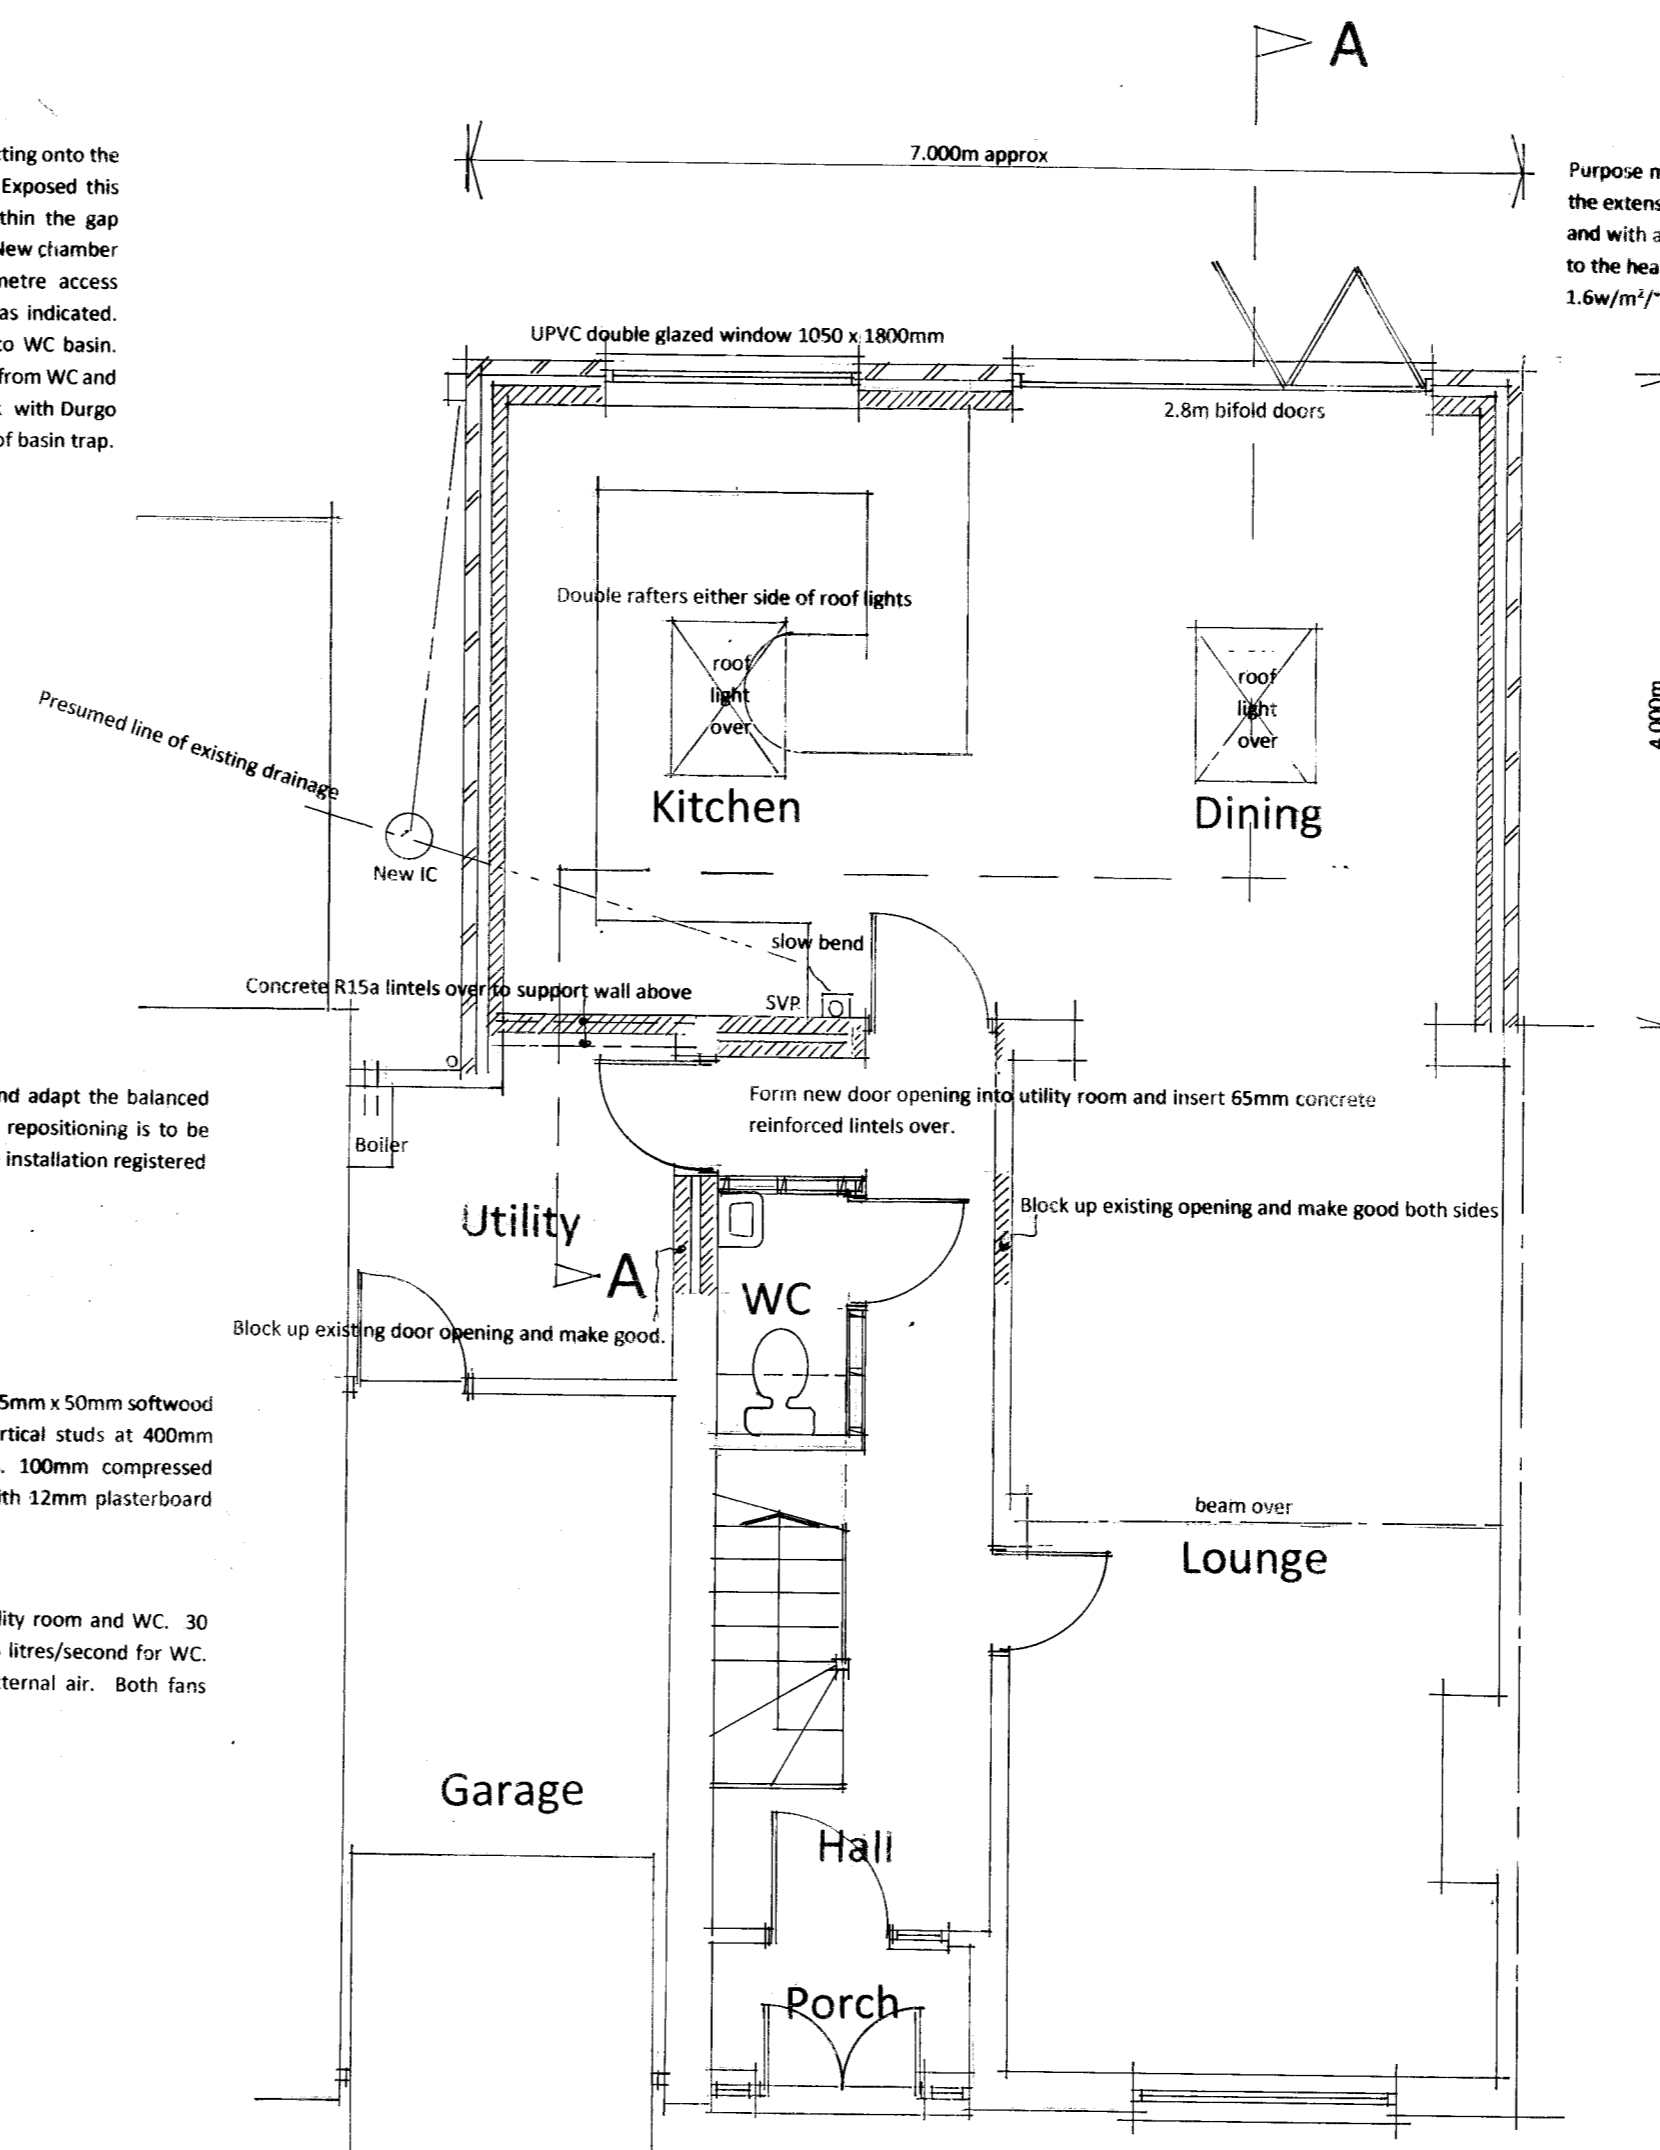 A
7.000m approx
ting onto the
Exposed this
thin the gap
New chamber
metre access
as indicated.
to WC basin.
from WC and
with Durgo
of basin trap.
Purpose m
the extens
and with a
to the hea
1.6w/m²/°
UPVC double glazed window 1050 x 1800mm
2.8m bifold doors
Double rafters either side of roof lights
roof
light
over
roof
light
over
4.000m
Presumed line of existing drainage
Kitchen
Dining
New IC
slow bend
Concrete R15a lintels over to support wall above
SVP
nd adapt the balanced
repositioning is to be
installation registered
Form new door opening into utility room and insert 65mm concrete
reinforced lintels over.
Boiler
Utility
Block up existing opening and make good both sides
A
WC
Block up existing door opening and make good.
5mm x 50mm softwood
rtical studs at 400mm
. 100mm compressed
ith 12mm plasterboard
beam over
Lounge
lity room and WC. 30
litres/second for WC.
ternal air. Both fans
Garage
Hall
Porch